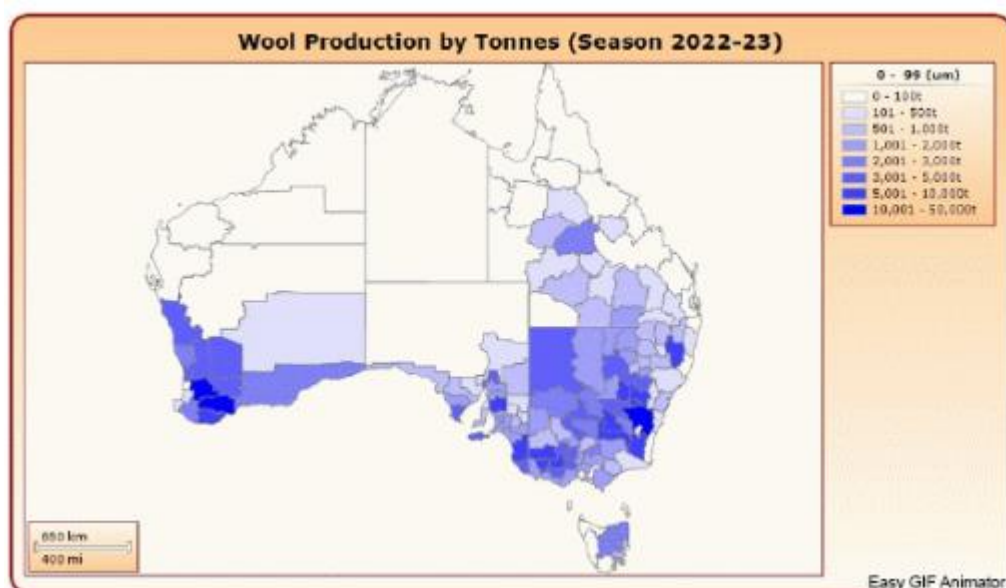 Wool Production by Tonnes (Season 2022-23)
0 - 99 (um)
0 - 100t
101 - 500t
501 - 1,000t
1,001 - 2,000t
2,001 - 3,000t
3,001 - 5,000t
5,001 - 10,000t
10,001 - 50,000t
650 km
400 mi
Easy GIF Animator